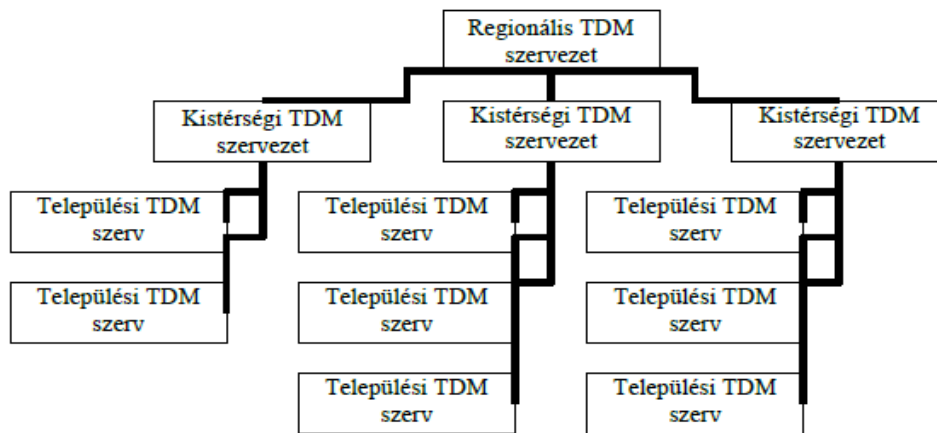 Regionális TDM
szervezet
Kistérségi TDM
szervezet
Kistérségi TDM
szervezet
Kistérségi TDM
szervezet
Települési TDM
szerv
Települési TDM
szerv
Települési TDM
szerv
Települési TDM
szerv
Települési TDM
szerv
Települési TDM
szerv
Települési TDM
szerv
Települési TDM
szerv